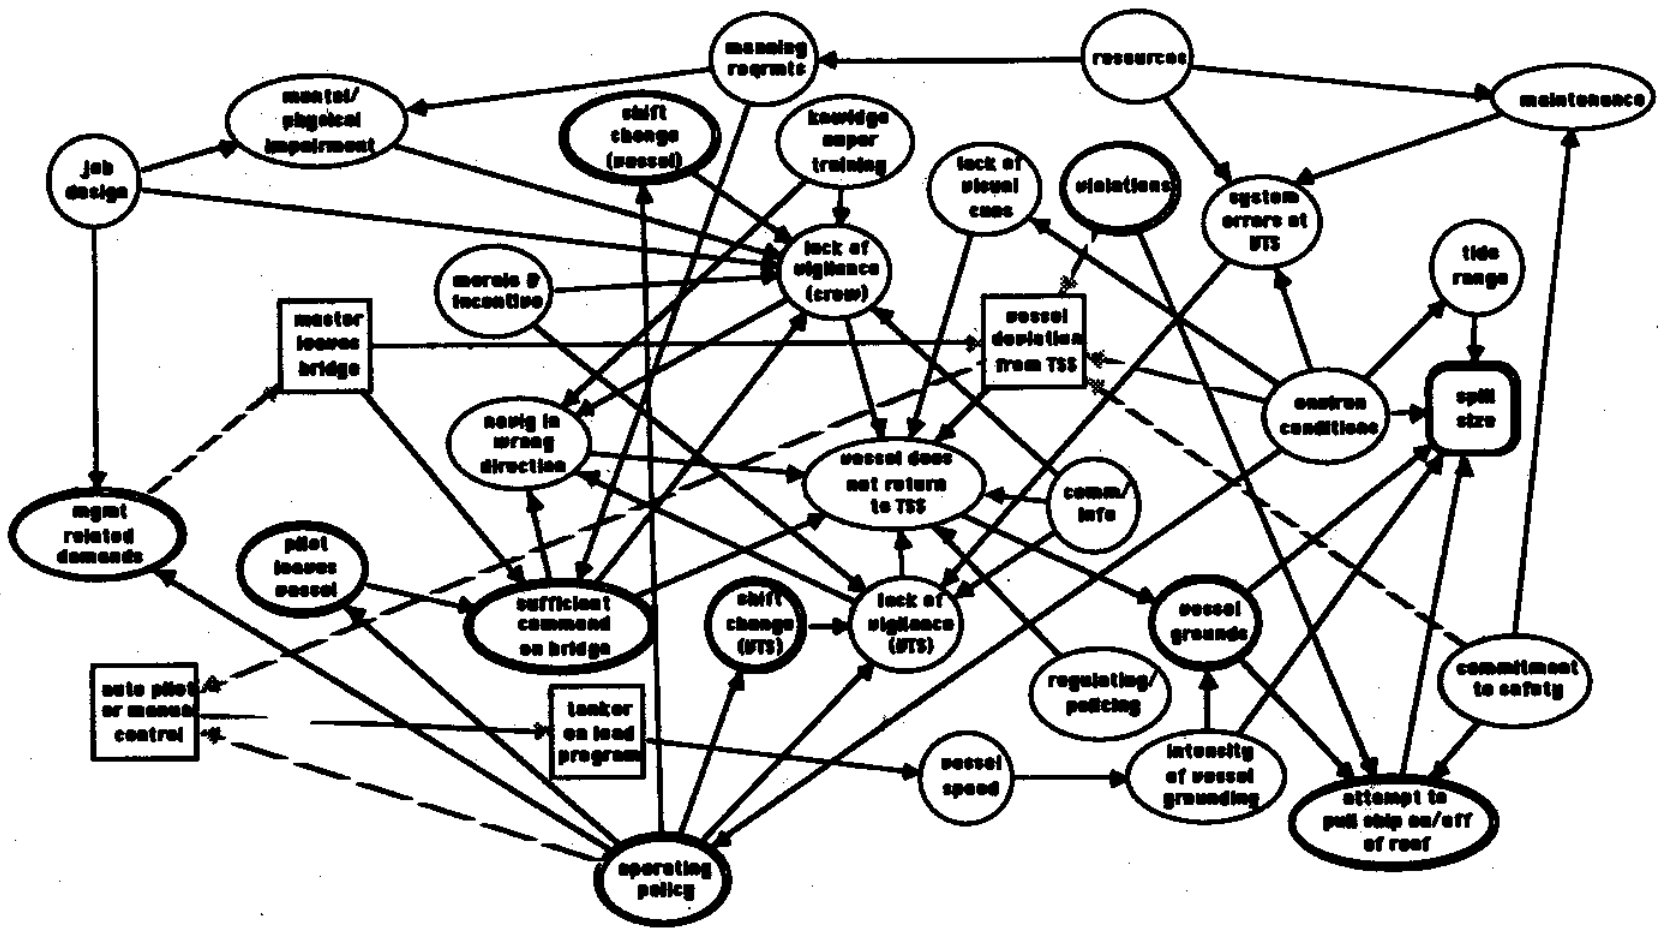 manning
reqrmts
resources
maintenance
mental/
physical
impairment
shift
change
(vessel)
knowldge
exper
training
job
design
lack of
visual
cues
violations
system
errors at
VTS
tide
range
lack of
vigilance
(crew)
morale &
incentive
master
leaves
bridge
vessel
deviation
from TSS
environ
conditions
spill
size
navig in
wrong
direction
vessel does
not return
to TSS
comm/
info
mgmt
related
demands
pilot
leaves
vessel
sufficient
command
on bridge
shift
change
(VTS)
lack of
vigilance
(VTS)
vessel
grounds
regulating/
policing
commitment
to safety
auto pilot
or manua
control
tanker
on load
program
vessel
speed
intensity
of vessel
grounding
attempt to
pull ship on/off
of reef
operating
policy